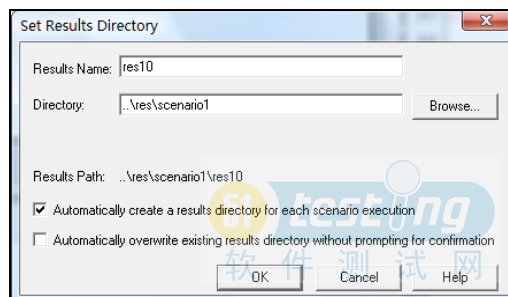 Set Results Directory
Results Name: res10
Directory: ..\res\scenario1 Browse...
Results Path: ..\res\scenario1\res10
Automatically create a results directory for each scenario execution
Automatically overwrite existing results directory without prompting for confirmation
OK Cancel Help
51 testing
软件测试网